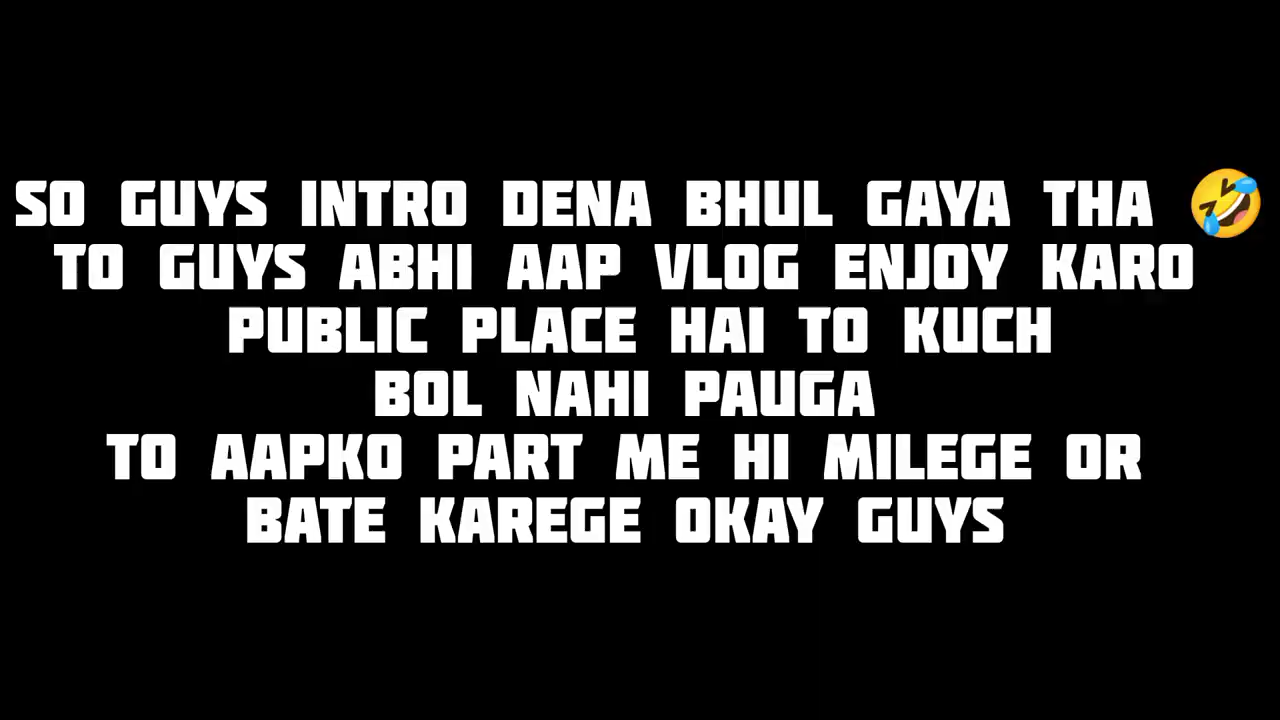 SO GUYS INTRO DENA BHUL GAYA THA 🤣
TO GUYS ABHI AAP VLOG ENJOY KARO
PUBLIC PLACE HAI TO KUCH
BOL NAHI PAUGA
TO AAPKO PART ME HI MILEGE OR
BATE KAREGE OKAY GUYS